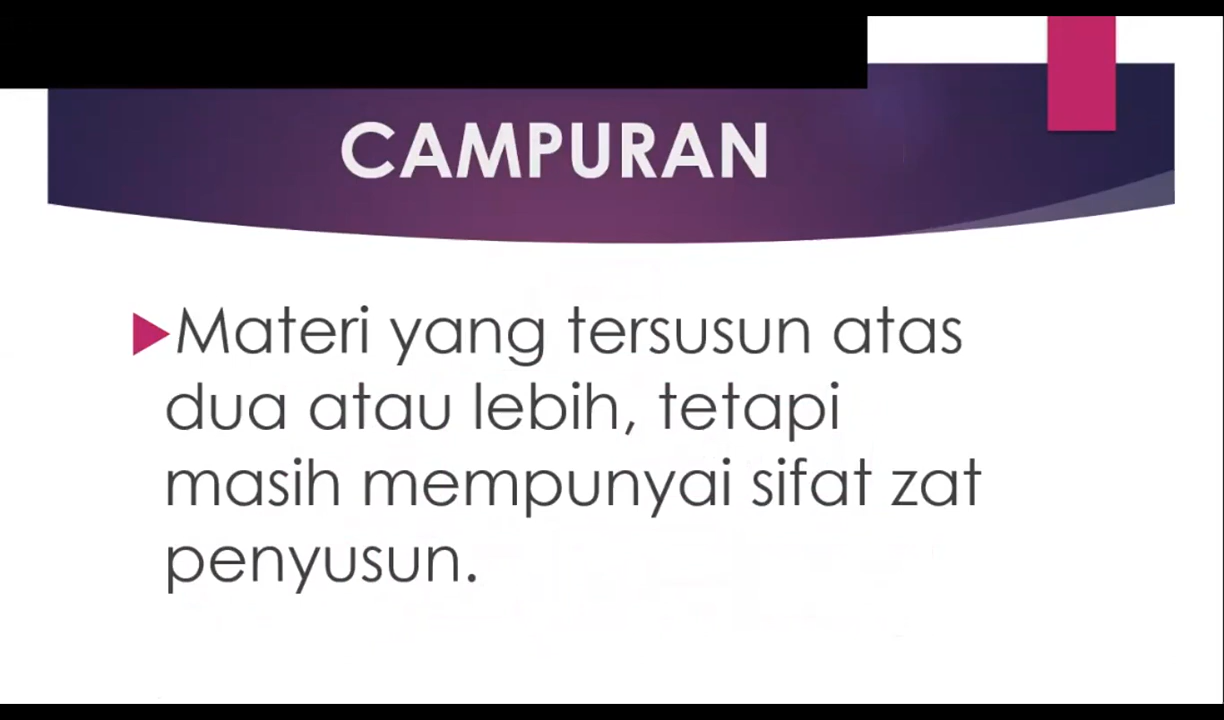 CAMPURAN
Materi yang tersusun atas
dua atau lebih, tetapi
masih mempunyai sifat zat
penyusun.